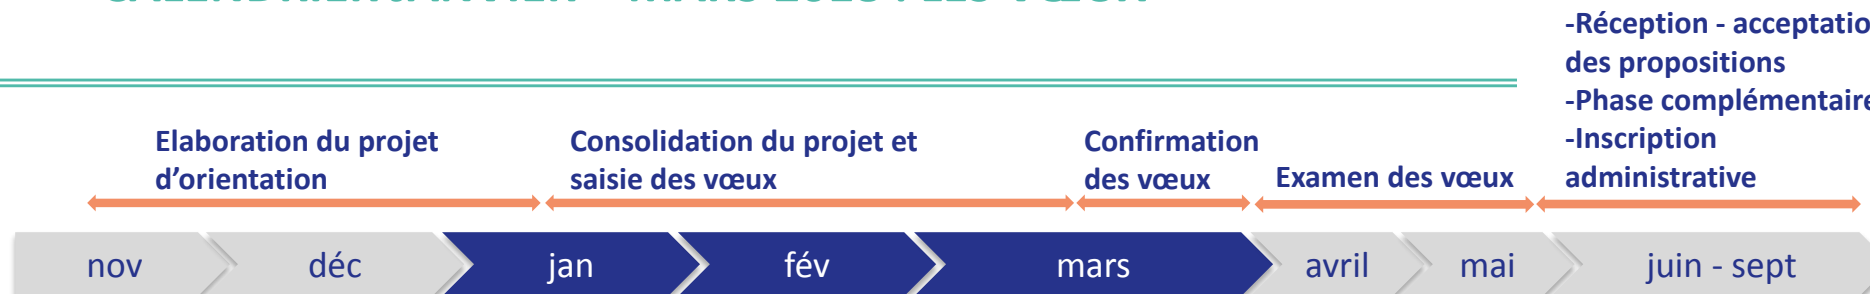 -Réception - acceptatio
des propositions
-Phase complémentaire
-Inscription
administrative
Elaboration du projet
d'orientation
Consolidation du projet et
saisie des vœux
Confirmation
des vœux
Examen des vœux
nov
déc
jan
fév
mars
avril
mai
juin - sept